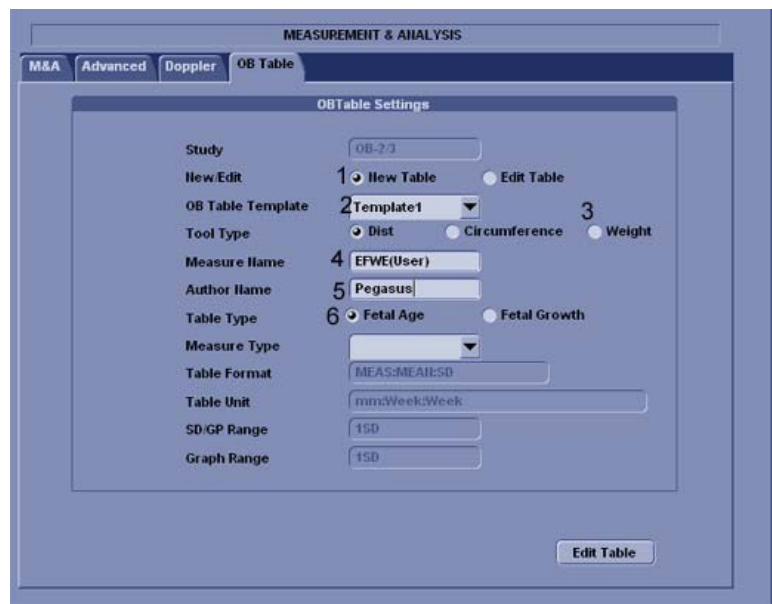 MEASUREMENT & ANALYSIS
M&A Advanced Doppler OB Table
OBTable Settings
Study OB-2/3
New/Edit 1 New Table Edit Table
OB Table Template 2 Template1 3
Tool Type Dist Circumference Weight
Measure Name 4 EFWE(User)
Author Name 5 Pegasus
Table Type 6 Fetal Age Fetal Growth
Measure Type
Table Format MEAS:MEAN:SD
Table Unit mm:Week:Week
SD/GP Range 1SD
Graph Range 1SD
Edit Table